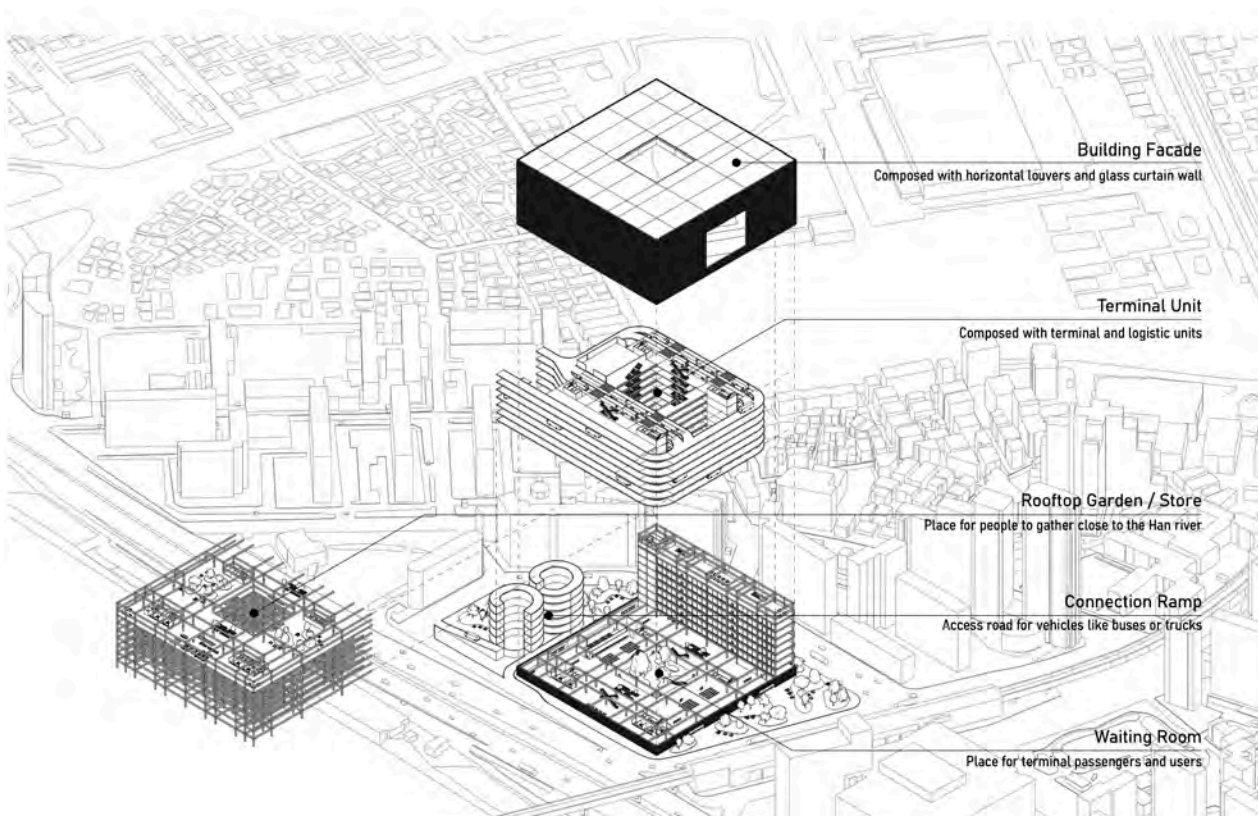 Building Facade
Composed with horizontal louvers and glass curtain wall
Terminal Unit
Composed with terminal and logistic units
Rooftop Garden / Store
Place for people to gather close to the Han river
Connection Ramp
Access road for vehicles like buses or trucks
Waiting Room
Place for terminal passengers and users